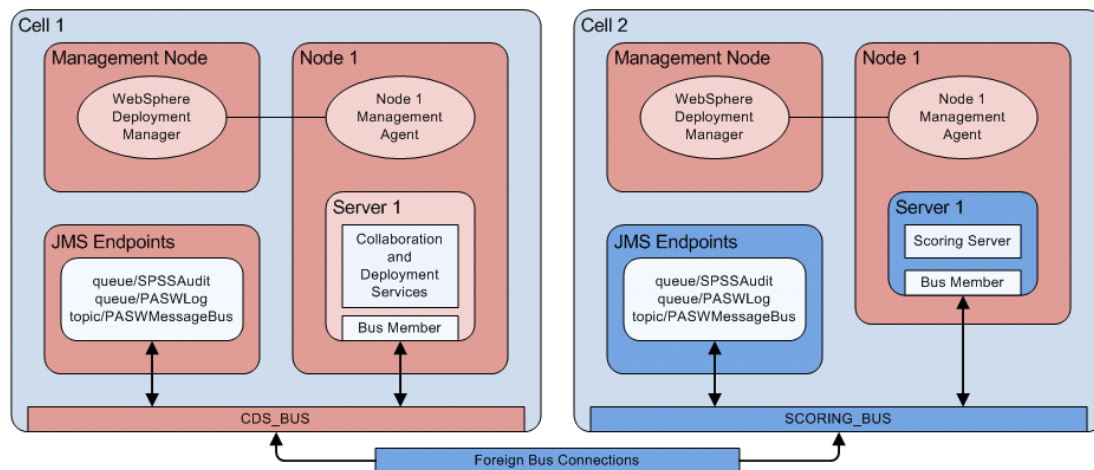 Cell 1
Management Node
WebSphere
Deployment
Manager
Node 1
Node 1
Management
Agent
Server 1
Collaboration
and
Deployment
Services
Bus Member
JMS Endpoints
queue/SPSSAudit
queue/PASWLog
topic/PASWMessageBus
CDS_BUS
Cell 2
Management Node
WebSphere
Deployment
Manager
Node 1
Node 1
Management
Agent
Server 1
Scoring Server
Bus Member
JMS Endpoints
queue/SPSSAudit
queue/PASWLog
topic/PASWMessageBus
SCORING_BUS
Foreign Bus Connections